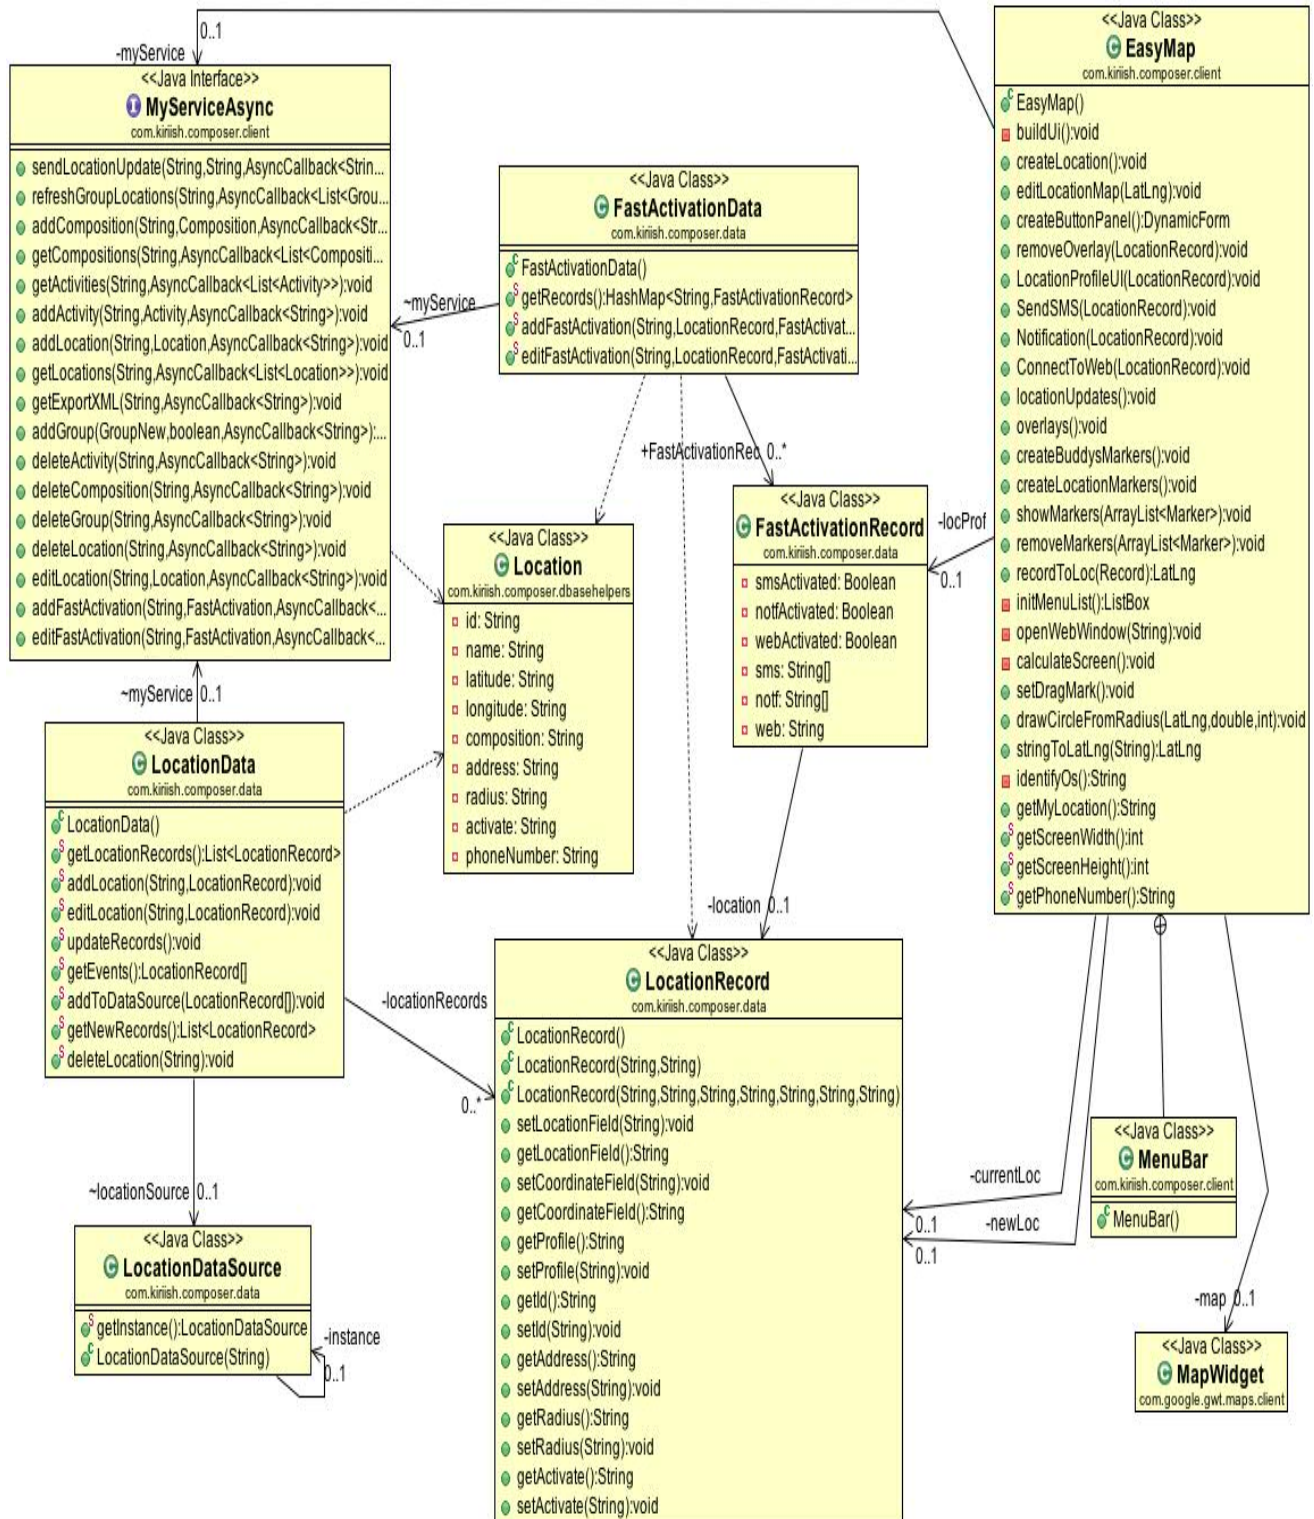 0..1
-myService
<<Java Interface>>
MyServiceAsync
com.kiriish.composer.client
sendLocationUpdate(String,String,AsyncCallback<Strin...
refreshGroupLocations(String,AsyncCallback<List<Grou...
addComposition(String,Composition,AsyncCallback<Str...
getCompositions(String,AsyncCallback<List<Compositi...
getActivities(String,AsyncCallback<List<Activity>>):void
addActivity(String,Activity,AsyncCallback<String>):void
addLocation(String,Location,AsyncCallback<String>):void
getLocations(String,AsyncCallback<List<Location>>):void
getExportXML(String,AsyncCallback<String>):void
addGroup(GroupNew,boolean,AsyncCallback<String>):...
deleteActivity(String,AsyncCallback<String>):void
deleteComposition(String,AsyncCallback<String>):void
deleteGroup(String,AsyncCallback<String>):void
deleteLocation(String,AsyncCallback<String>):void
editLocation(String,Location,AsyncCallback<String>):void
addFastActivation(String,FastActivation,AsyncCallback<...
editFastActivation(String,FastActivation,AsyncCallback<...
<<Java Class>>
FastActivationData
com.kiriish.composer.data
FastActivationData()
getRecords():HashMap<String,FastActivationRecord>
addFastActivation(String,LocationRecord,FastActivat...
editFastActivation(String,LocationRecord,FastActivati...
~myService
0..1
+FastActivationRec 0..*
<<Java Class>>
EasyMap
com.kiriish.composer.client
EasyMap()
buildUi():void
createLocation():void
editLocationMap(LatLng):void
createButtonPanel():DynamicForm
removeOverlay(LocationRecord):void
LocationProfileUI(LocationRecord):void
SendSMS(LocationRecord):void
Notification(LocationRecord):void
ConnectToWeb(LocationRecord):void
locationUpdates():void
overlays():void
createBuddysMarkers():void
createLocationMarkers():void
showMarkers(ArrayList<Marker>):void
removeMarkers(ArrayList<Marker>):void
recordToLoc(Record):LatLng
initMenuList():ListBox
openWebWindow(String):void
calculateScreen():void
setDragMark():void
drawCircleFromRadius(LatLng,double,int):void
stringToLatLng(String):LatLng
identifyOs():String
getMyLocation():String
getScreenWidth():int
getScreenHeight():int
getPhoneNumber():String
<<Java Class>>
Location
com.kiriish.composer.dbasehelpers
id: String
name: String
latitude: String
longitude: String
composition: String
address: String
radius: String
activate: String
phoneNumber: String
<<Java Class>>
FastActivationRecord
com.kiriish.composer.data
smsActivated: Boolean
notfActivated: Boolean
webActivated: Boolean
sms: String[]
notf: String[]
web: String
-locProf
0..1
~myService 0..1
<<Java Class>>
LocationData
com.kiriish.composer.data
LocationData()
getLocationRecords():List<LocationRecord>
addLocation(String,LocationRecord):void
editLocation(String,LocationRecord):void
updateRecords():void
getEvents():LocationRecord[]
addToDataSource(LocationRecord[]):void
getNewRecords():List<LocationRecord>
deleteLocation(String):void
-locationRecords
0..*
-location 0..1
<<Java Class>>
LocationRecord
com.kiriish.composer.data
LocationRecord()
LocationRecord(String,String)
LocationRecord(String,String,String,String,String,String,String)
setLocationField(String):void
getLocationField():String
setCoordinateField(String):void
getCoordinateField():String
getProfile():String
setProfile(String):void
getId():String
setId(String):void
getAddress():String
setAddress(String):void
getRadius():String
setRadius(String):void
getActivate():String
setActivate(String):void
~locationSource 0..1
<<Java Class>>
LocationDataSource
com.kiriish.composer.data
getInstance():LocationDataSource
LocationDataSource(String)
-instance
0..1
-currentLoc
0..1
-newLoc
0..1
<<Java Class>>
MenuBar
com.kiriish.composer.client
MenuBar()
-map 0..1
<<Java Class>>
MapWidget
com.google.gwt.maps.client